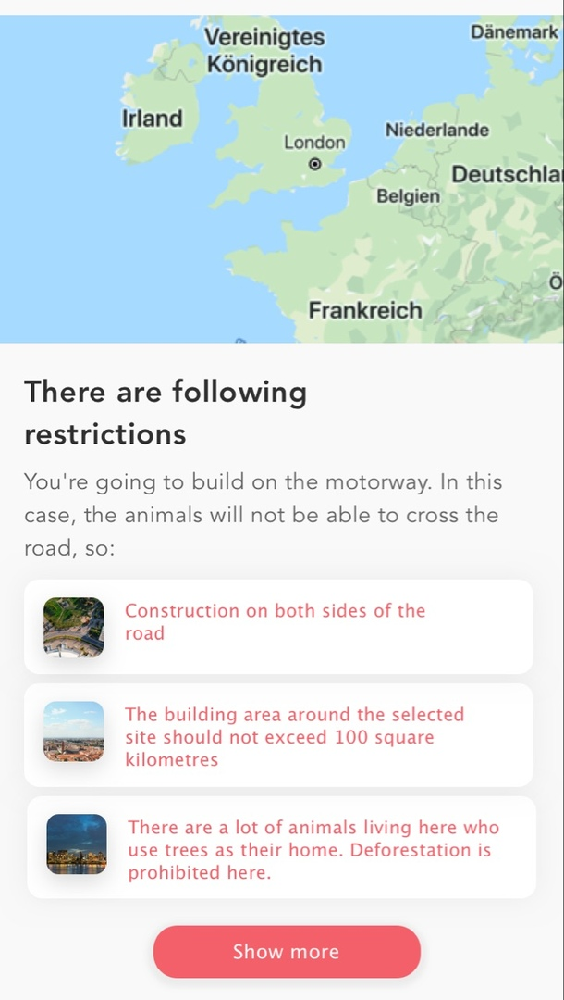 Dänemark
Vereinigtes
Königreich
Irland
London
Niederlande
Deutschla
Belgien
Ö
Frankreich
There are following
restrictions
You're going to build on the motorway. In this
case, the animals will not be able to cross the
road, so:
Construction on both sides of the
road
The building area around the selected
site should not exceed 100 square
kilometres
There are a lot of animals living here who
use trees as their home. Deforestation is
prohibited here.
Show more